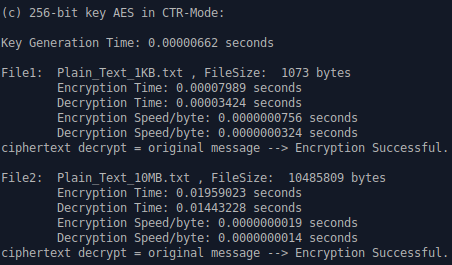 (c) 256-bit key AES in CTR-Mode:
Key Generation Time: 0.00000662 seconds
File1:  Plain_Text_1KB.txt , FileSize:  1073 bytes
Encryption Time: 0.00007989 seconds
Decryption Time: 0.00003424 seconds
Encryption Speed/byte: 0.0000000756 seconds
Decryption Speed/byte: 0.0000000324 seconds
ciphertext decrypt = original message --> Encryption Successful.
File2:  Plain_Text_10MB.txt , FileSize:  10485809 bytes
Encryption Time: 0.01959023 seconds
Decryption Time: 0.01443228 seconds
Encryption Speed/byte: 0.0000000019 seconds
Decryption Speed/byte: 0.0000000014 seconds
ciphertext decrypt = original message --> Encryption Successful.